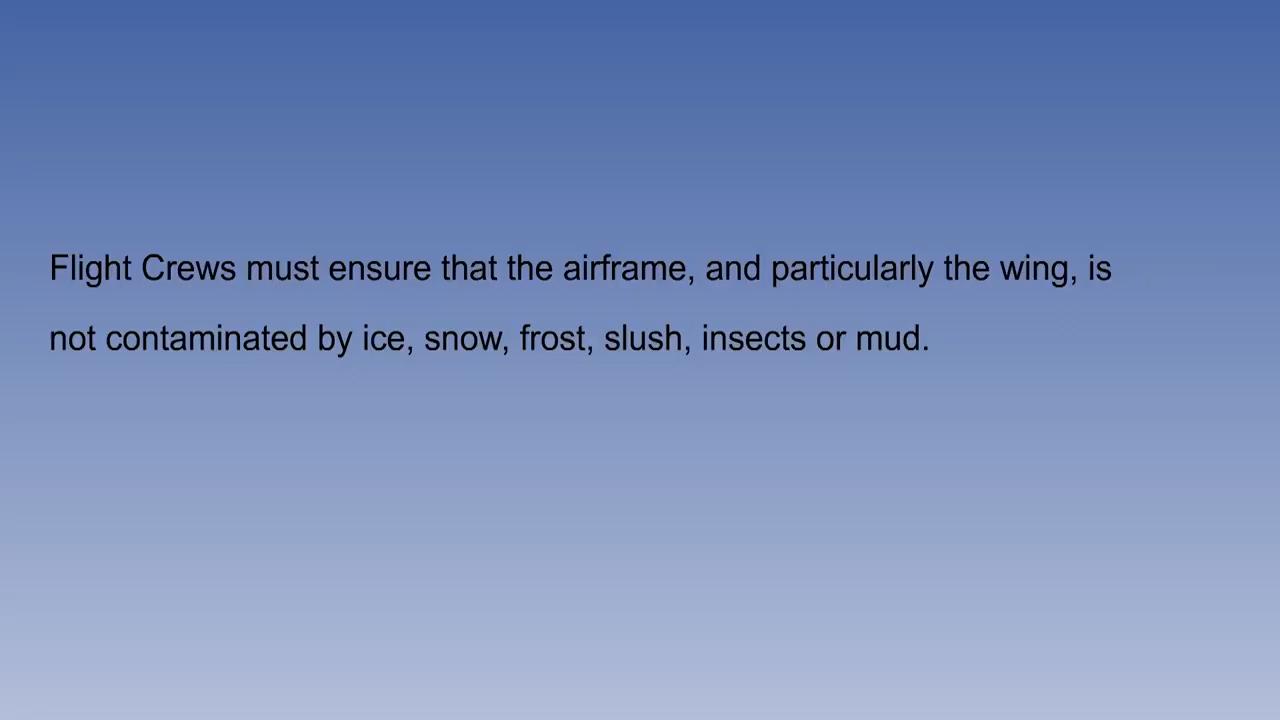 Flight Crews must ensure that the airframe, and particularly the wing, is
not contaminated by ice, snow, frost, slush, insects or mud.